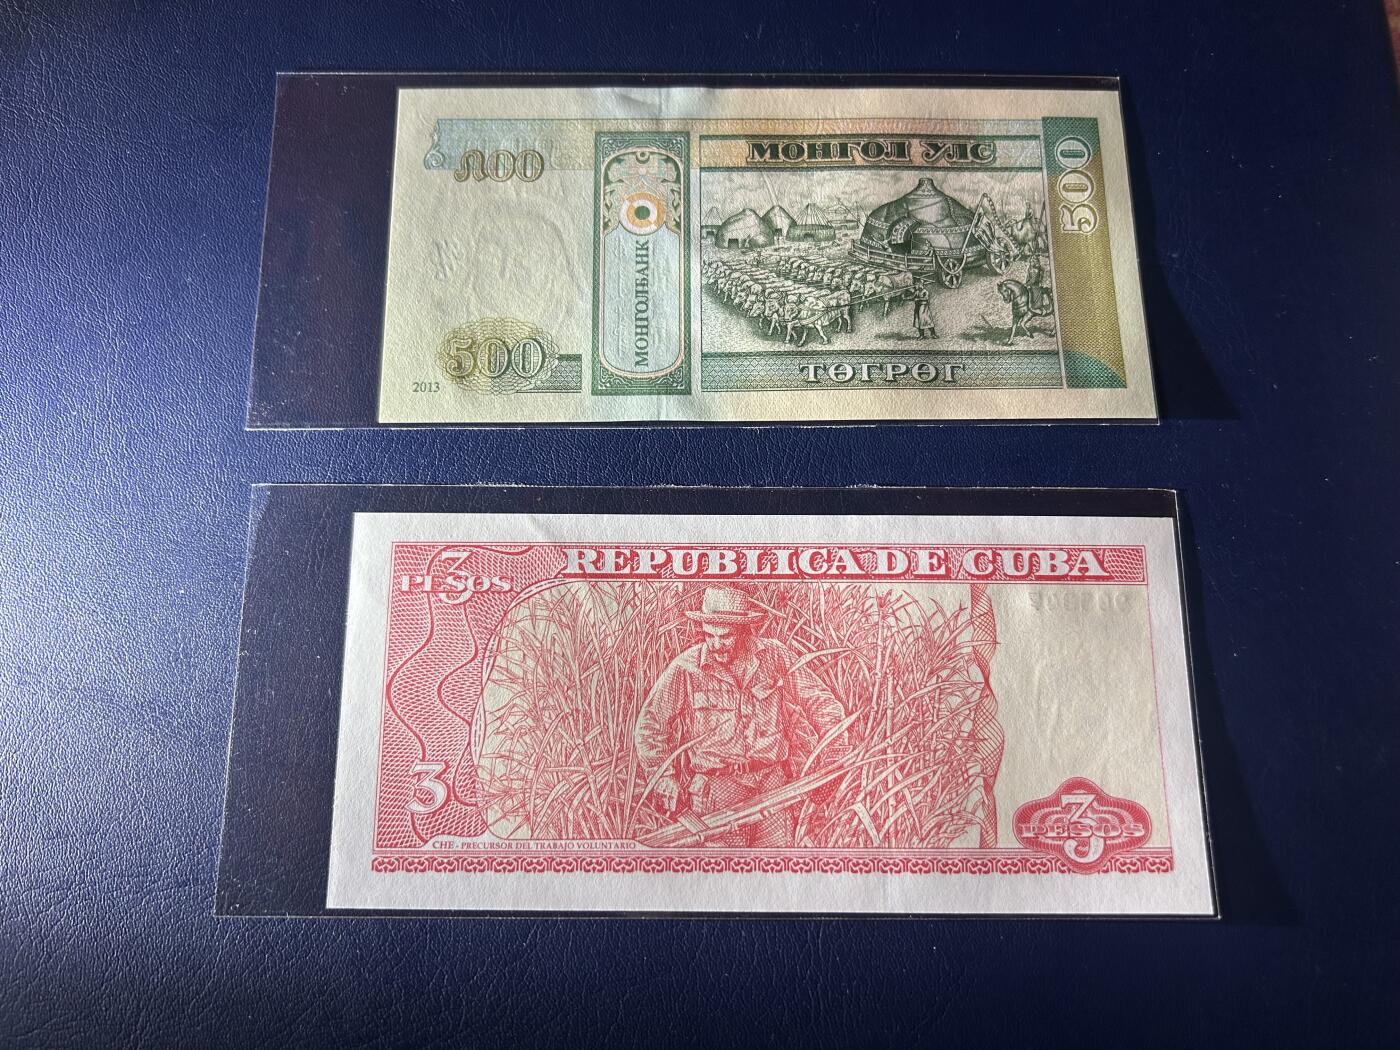 500
МОНГОЛ УЛС
500
МОНГОЛБАНК
500
2013
ТӨГРӨГ
3
PESOS
REPUBLICA DE CUBA
3
CHE - PRECURSOR DEL TRABAJO VOLUNTARIO
3
PESOS